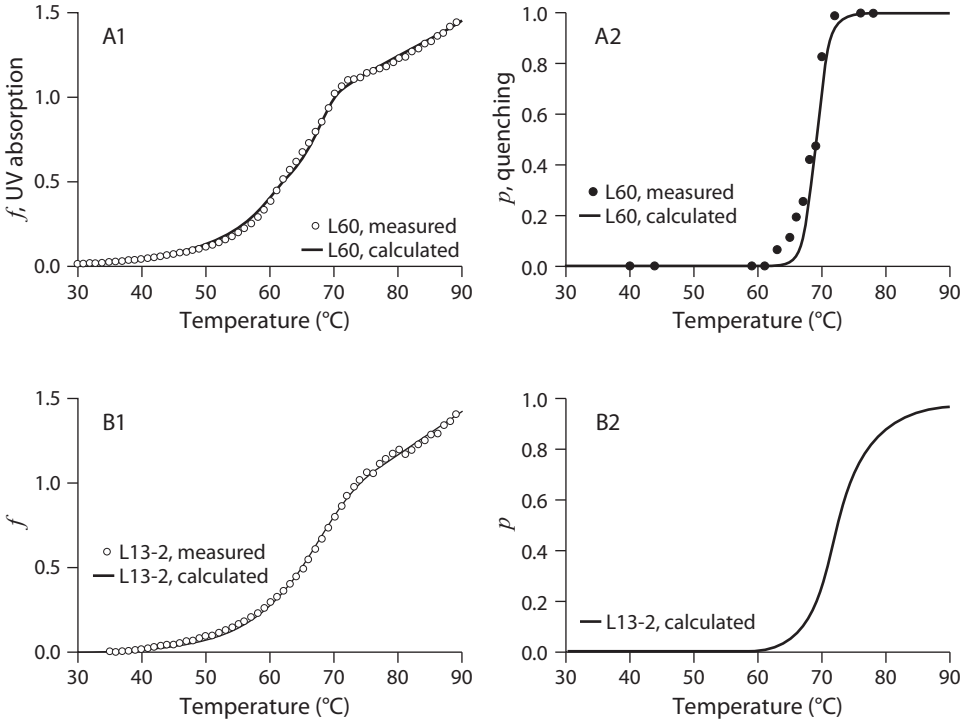 A1
1.5
1.0
0.5
0.0
f, UV absorption
L60, measured
L60, calculated
30 40 50 60 70 80 90
Temperature (°C)
A2
1.0
0.8
0.6
0.4
0.2
0.0
p, quenching
L60, measured
L60, calculated
30 40 50 60 70 80 90
Temperature (°C)
B1
1.5
1.0
0.5
0.0
f
L13-2, measured
L13-2, calculated
30 40 50 60 70 80 90
Temperature (°C)
B2
1.0
0.8
0.6
0.4
0.2
0.0
p
L13-2, calculated
30 40 50 60 70 80 90
Temperature (°C)